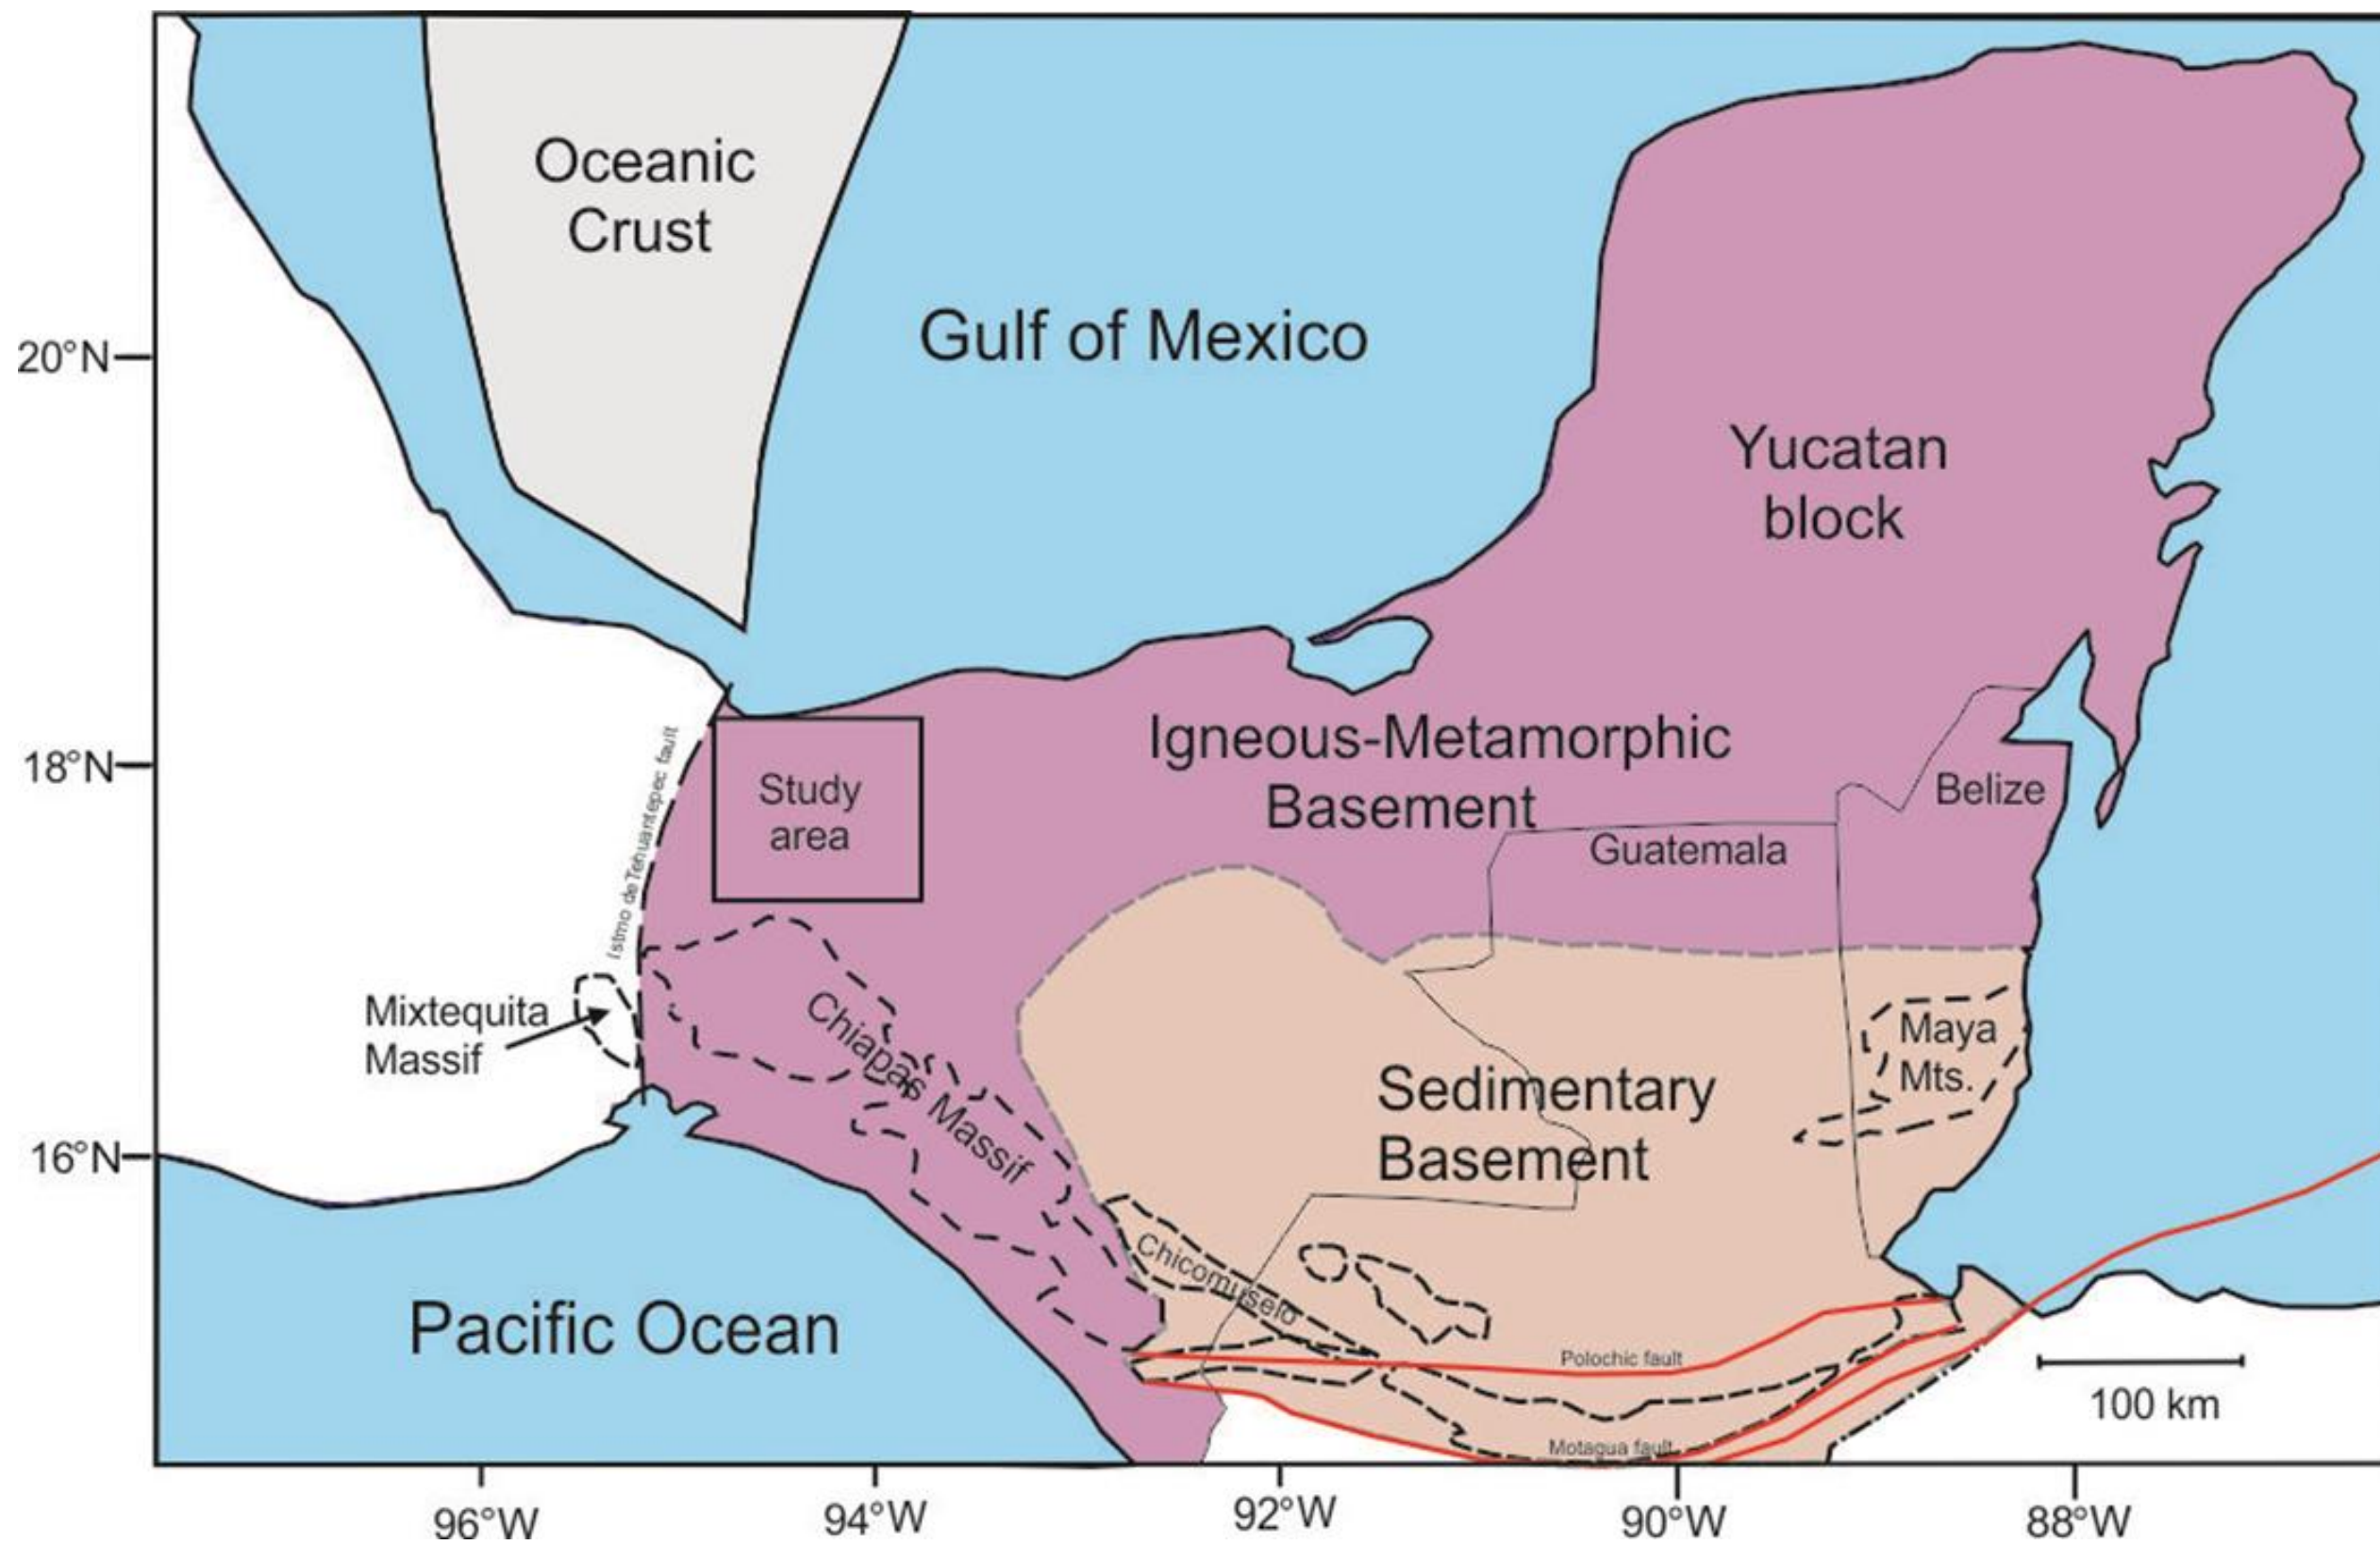 Oceanic
Crust
Gulf of Mexico
20°N
Yucatan
block
Igneous-Metamorphic
Basement
18°N
Study
area
Istmo de Tehuantepec fault
Belize
Guatemala
Mixtequita
Massif
Chiapas Massif
Maya
Mts.
Sedimentary
Basement
16°N
Chicomuselo
Pacific Ocean
Polochic fault
100 km
Motagua fault
96°W
94°W
92°W
90°W
88°W